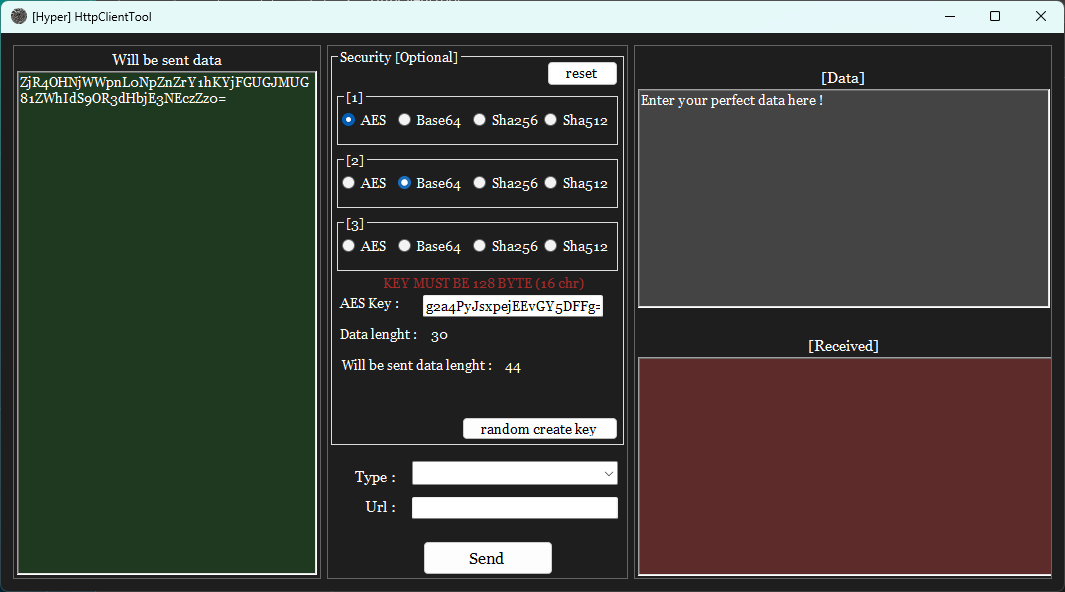 [Hyper] HttpClientTool
Will be sent data
ZjR4OHNjWWpnL0NpZnZrY1hKYjFGUGJMUG
81ZWhIdS9OR3dHbjE3NEczZz0=
Security [Optional]
reset
[1]
AES Base64 Sha256 Sha512
[2]
AES Base64 Sha256 Sha512
[3]
AES Base64 Sha256 Sha512
KEY MUST BE 128 BYTE (16 chr)
AES Key : g2a4PyJsxpejEEvGY5DFFg=
Data lenght : 30
Will be sent data lenght : 44
random create key
Type :
Url :
Send
[Data]
Enter your perfect data here !
[Received]